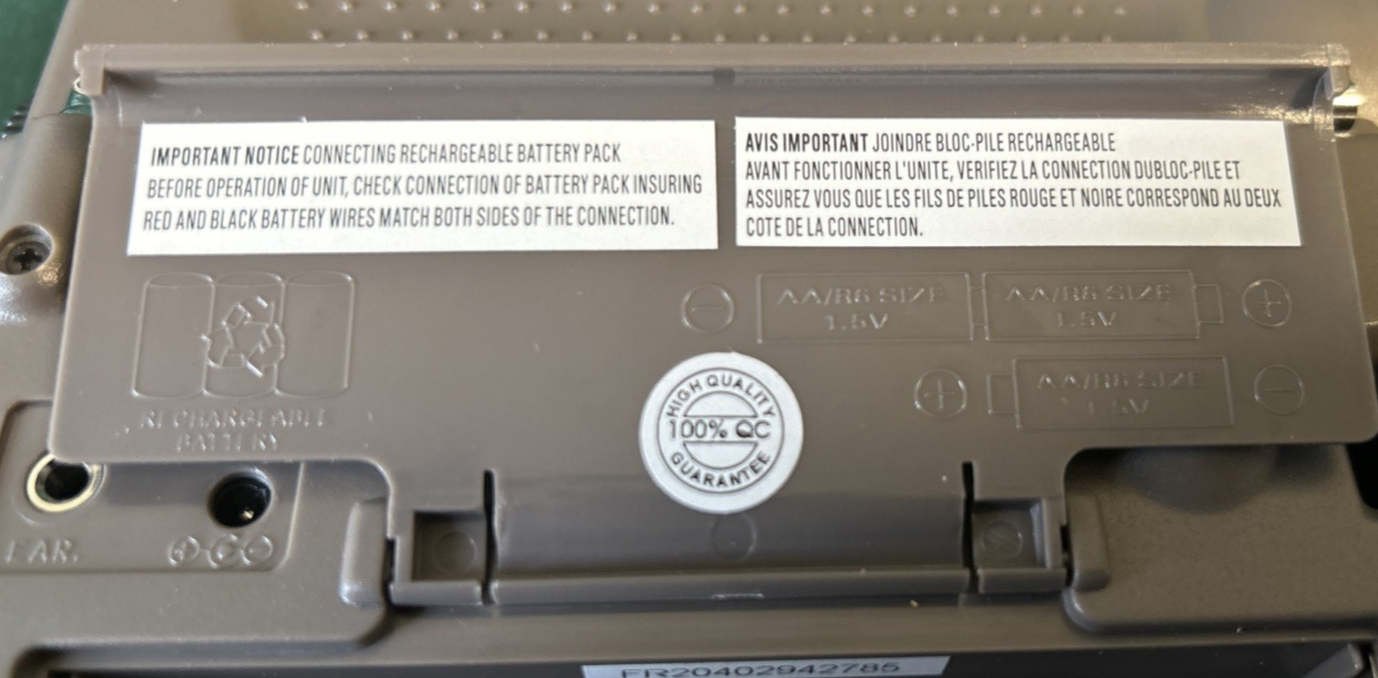 IMPORTANT NOTICE CONNECTING RECHARGEABLE BATTERY PACK
BEFORE OPERATION OF UNIT, CHECK CONNECTION OF BATTERY PACK INSURING
RED AND BLACK BATTERY WIRES MATCH BOTH SIDES OF THE CONNECTION.
AVIS IMPORTANT JOINDRE BLOC-PILE RECHARGEABLE
AVANT FONCTIONNER L'UNITE, VERIFIEZ LA CONNECTION DUBLOC-PILE ET
ASSUREZ VOUS QUE LES FILS DE PILES ROUGE ET NOIRE CORRESPOND AU DEUX
COTE DE LA CONNECTION.
AA/R6 SIZE
1.5V
AA/R6 SIZE
1.5V
AA/R6 SIZE
1.5V
RECHARGEABLE
BATTERY
HIGH QUALITY
100% QC
GUARANTEE
EAR.
FR20402942785